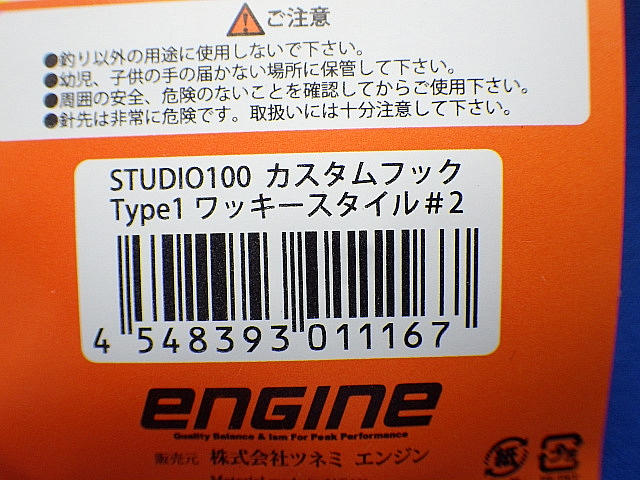 ご注意
●釣り以外の用途に使用しないで下さい。
●幼児、子供の手の届かない場所に保管して下さい。
●周囲の安全、危険のないことを確認してからご使用下さい。
●針先は非常に危険です。取扱いには十分注意して下さい。
STUDIO100 カスタムフック
Type1 ワッキースタイル#2
4 548393 011167
engine
Quality Balance & Ism For Peak Performance
販売元 株式会社ツネミ エンジン
紙